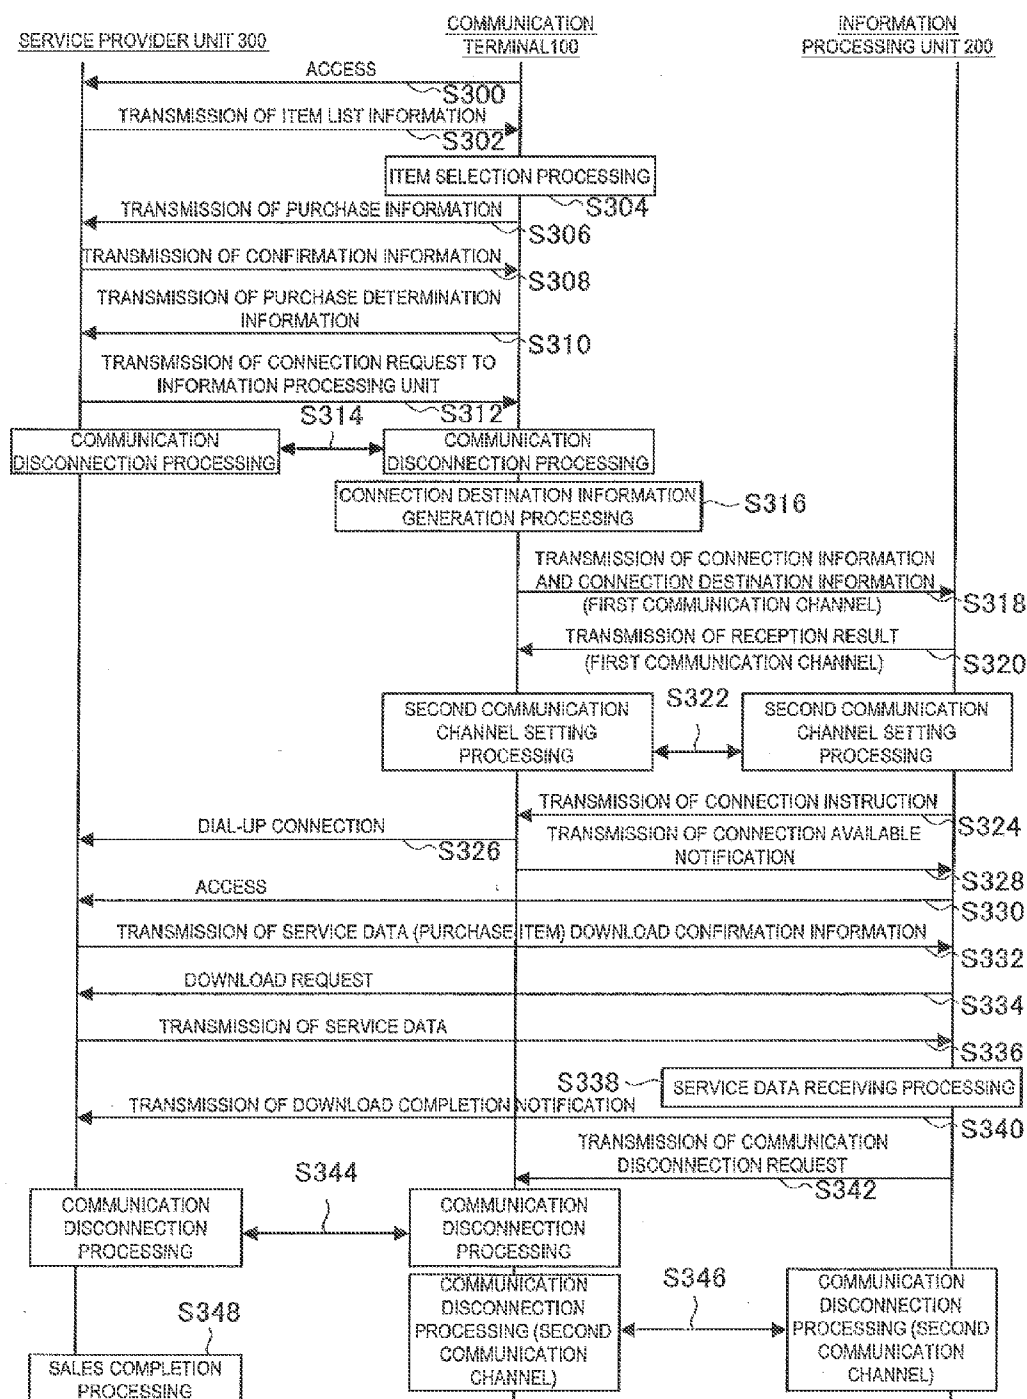 SERVICE PROVIDER UNIT 300
COMMUNICATION
TERMINAL100
INFORMATION
PROCESSING UNIT 200
ACCESS
S300
TRANSMISSION OF ITEM LIST INFORMATION
S302
ITEM SELECTION PROCESSING
S304
TRANSMISSION OF PURCHASE INFORMATION
S306
TRANSMISSION OF CONFIRMATION INFORMATION
S308
TRANSMISSION OF PURCHASE DETERMINATION
INFORMATION
S310
TRANSMISSION OF CONNECTION REQUEST TO
INFORMATION PROCESSING UNIT
S312
S314
COMMUNICATION
DISCONNECTION PROCESSING
COMMUNICATION
DISCONNECTION PROCESSING
CONNECTION DESTINATION INFORMATION
GENERATION PROCESSING
S316
TRANSMISSION OF CONNECTION INFORMATION
AND CONNECTION DESTINATION INFORMATION
(FIRST COMMUNICATION CHANNEL)
S318
TRANSMISSION OF RECEPTION RESULT
(FIRST COMMUNICATION CHANNEL)
S320
SECOND COMMUNICATION
CHANNEL SETTING
PROCESSING
S322
SECOND COMMUNICATION
CHANNEL SETTING
PROCESSING
TRANSMISSION OF CONNECTION INSTRUCTION
S324
DIAL-UP CONNECTION
S326
TRANSMISSION OF CONNECTION AVAILABLE
NOTIFICATION
S328
ACCESS
S330
TRANSMISSION OF SERVICE DATA (PURCHASE ITEM) DOWNLOAD CONFIRMATION INFORMATION
S332
DOWNLOAD REQUEST
S334
TRANSMISSION OF SERVICE DATA
S336
S338
SERVICE DATA RECEIVING PROCESSING
TRANSMISSION OF DOWNLOAD COMPLETION NOTIFICATION
S340
TRANSMISSION OF COMMUNICATION
DISCONNECTION REQUEST
S342
S344
COMMUNICATION
DISCONNECTION
PROCESSING
COMMUNICATION
DISCONNECTION
PROCESSING
COMMUNICATION
DISCONNECTION
PROCESSING (SECOND
COMMUNICATION
CHANNEL)
S346
COMMUNICATION
DISCONNECTION
PROCESSING (SECOND
COMMUNICATION
CHANNEL)
S348
SALES COMPLETION
PROCESSING